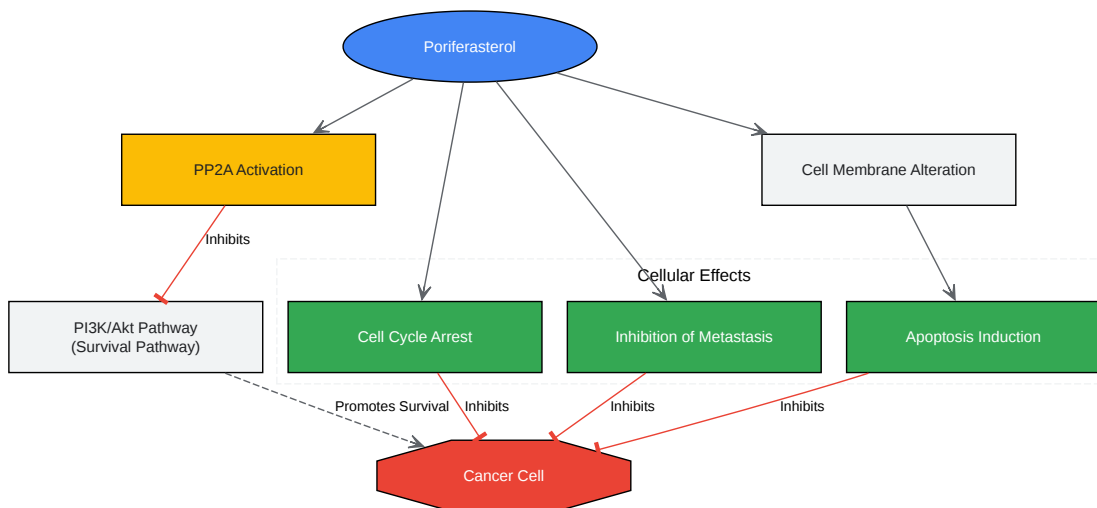 Poriferasterol
PP2A Activation
Cell Membrane Alteration
Inhibits
Cellular Effects
PI3K/Akt Pathway
(Survival Pathway)
Cell Cycle Arrest
Inhibition of Metastasis
Apoptosis Induction
Promotes Survival
Inhibits
Inhibits
Inhibits
Cancer Cell